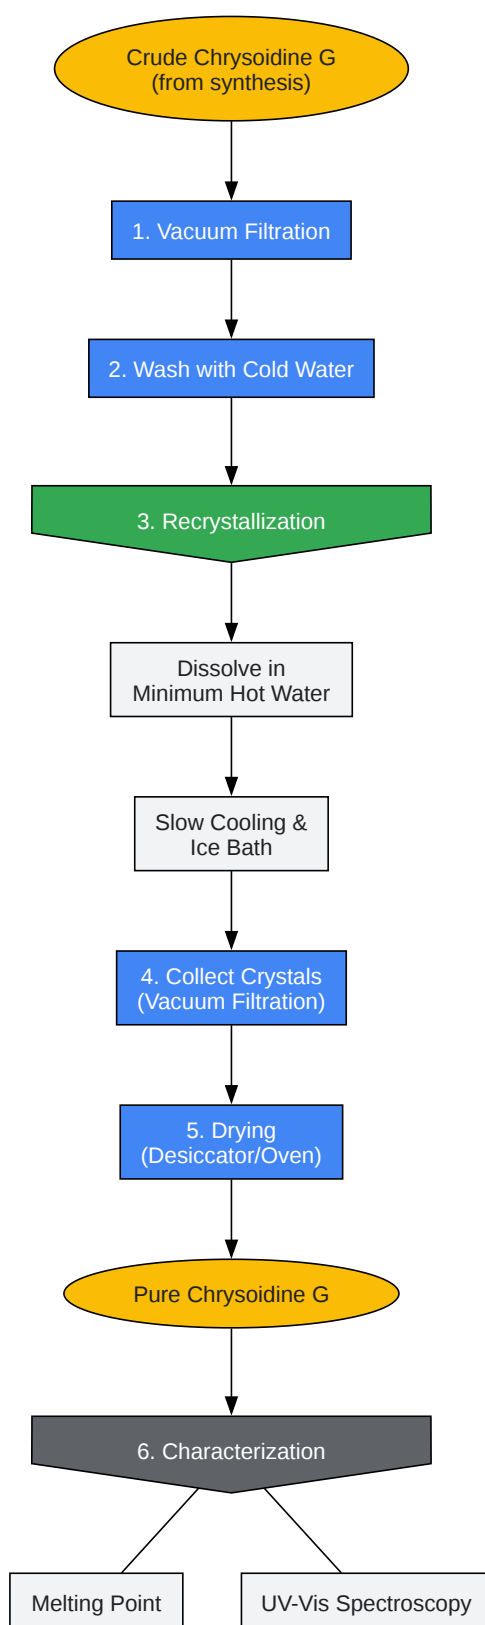 Crude Chrysoidine G
(from synthesis)
1. Vacuum Filtration
2. Wash with Cold Water
3. Recrystallization
Dissolve in
Minimum Hot Water
Slow Cooling &
Ice Bath
4. Collect Crystals
(Vacuum Filtration)
5. Drying
(Desiccator/Oven)
Pure Chrysoidine G
6. Characterization
Melting Point
UV-Vis Spectroscopy